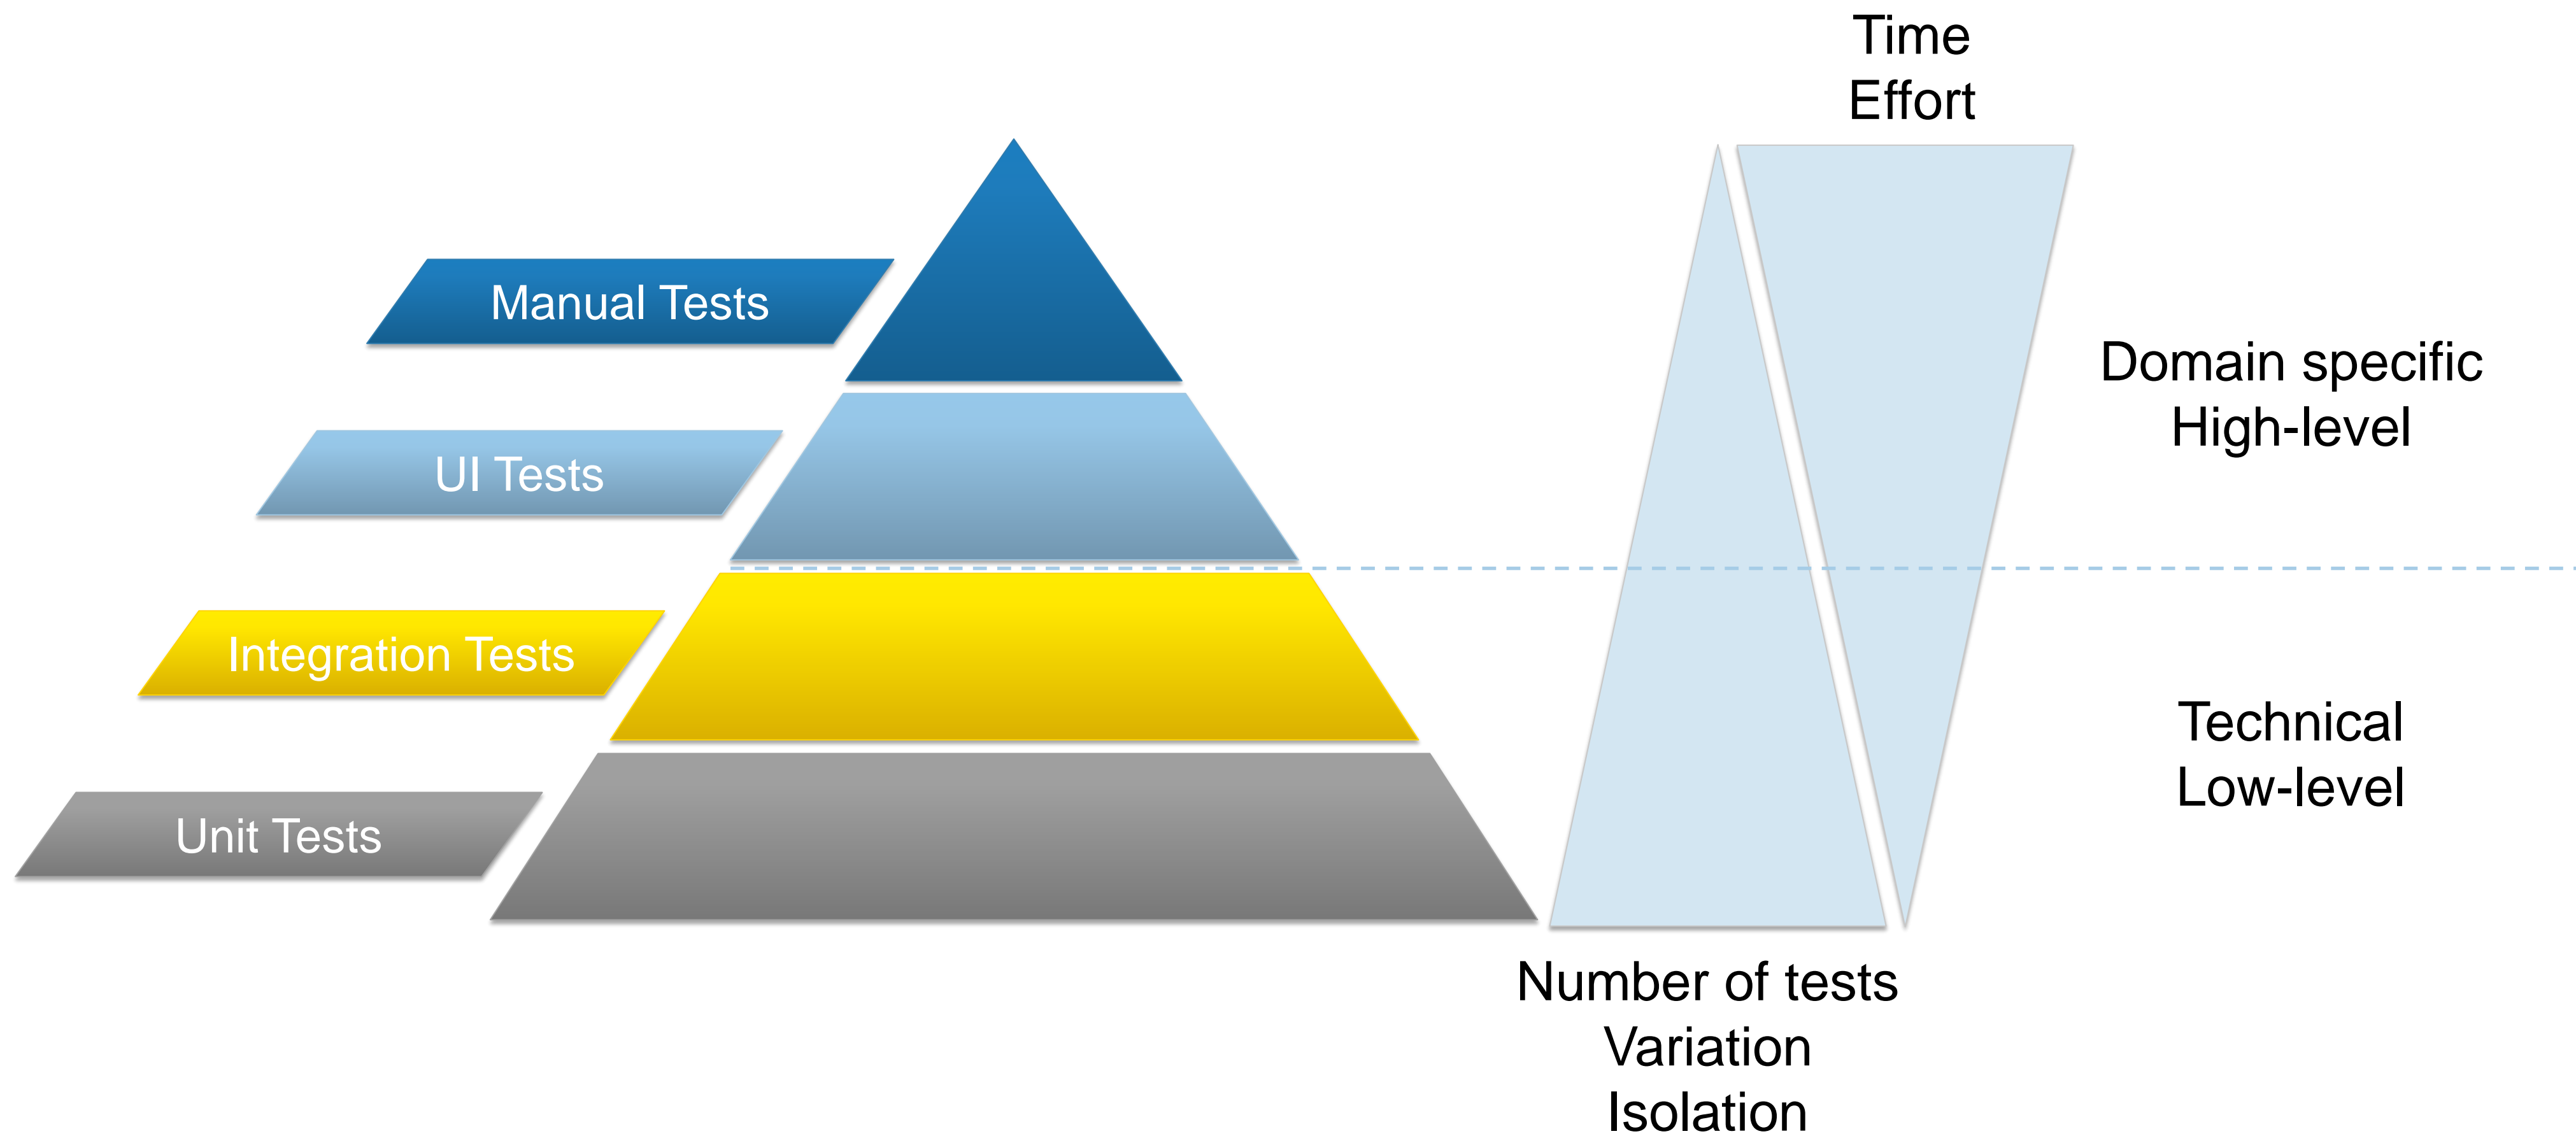 Time
Effort
Manual Tests
Domain specific
High-level
UI Tests
Integration Tests
Technical
Low-level
Unit Tests
Number of tests
Variation
Isolation